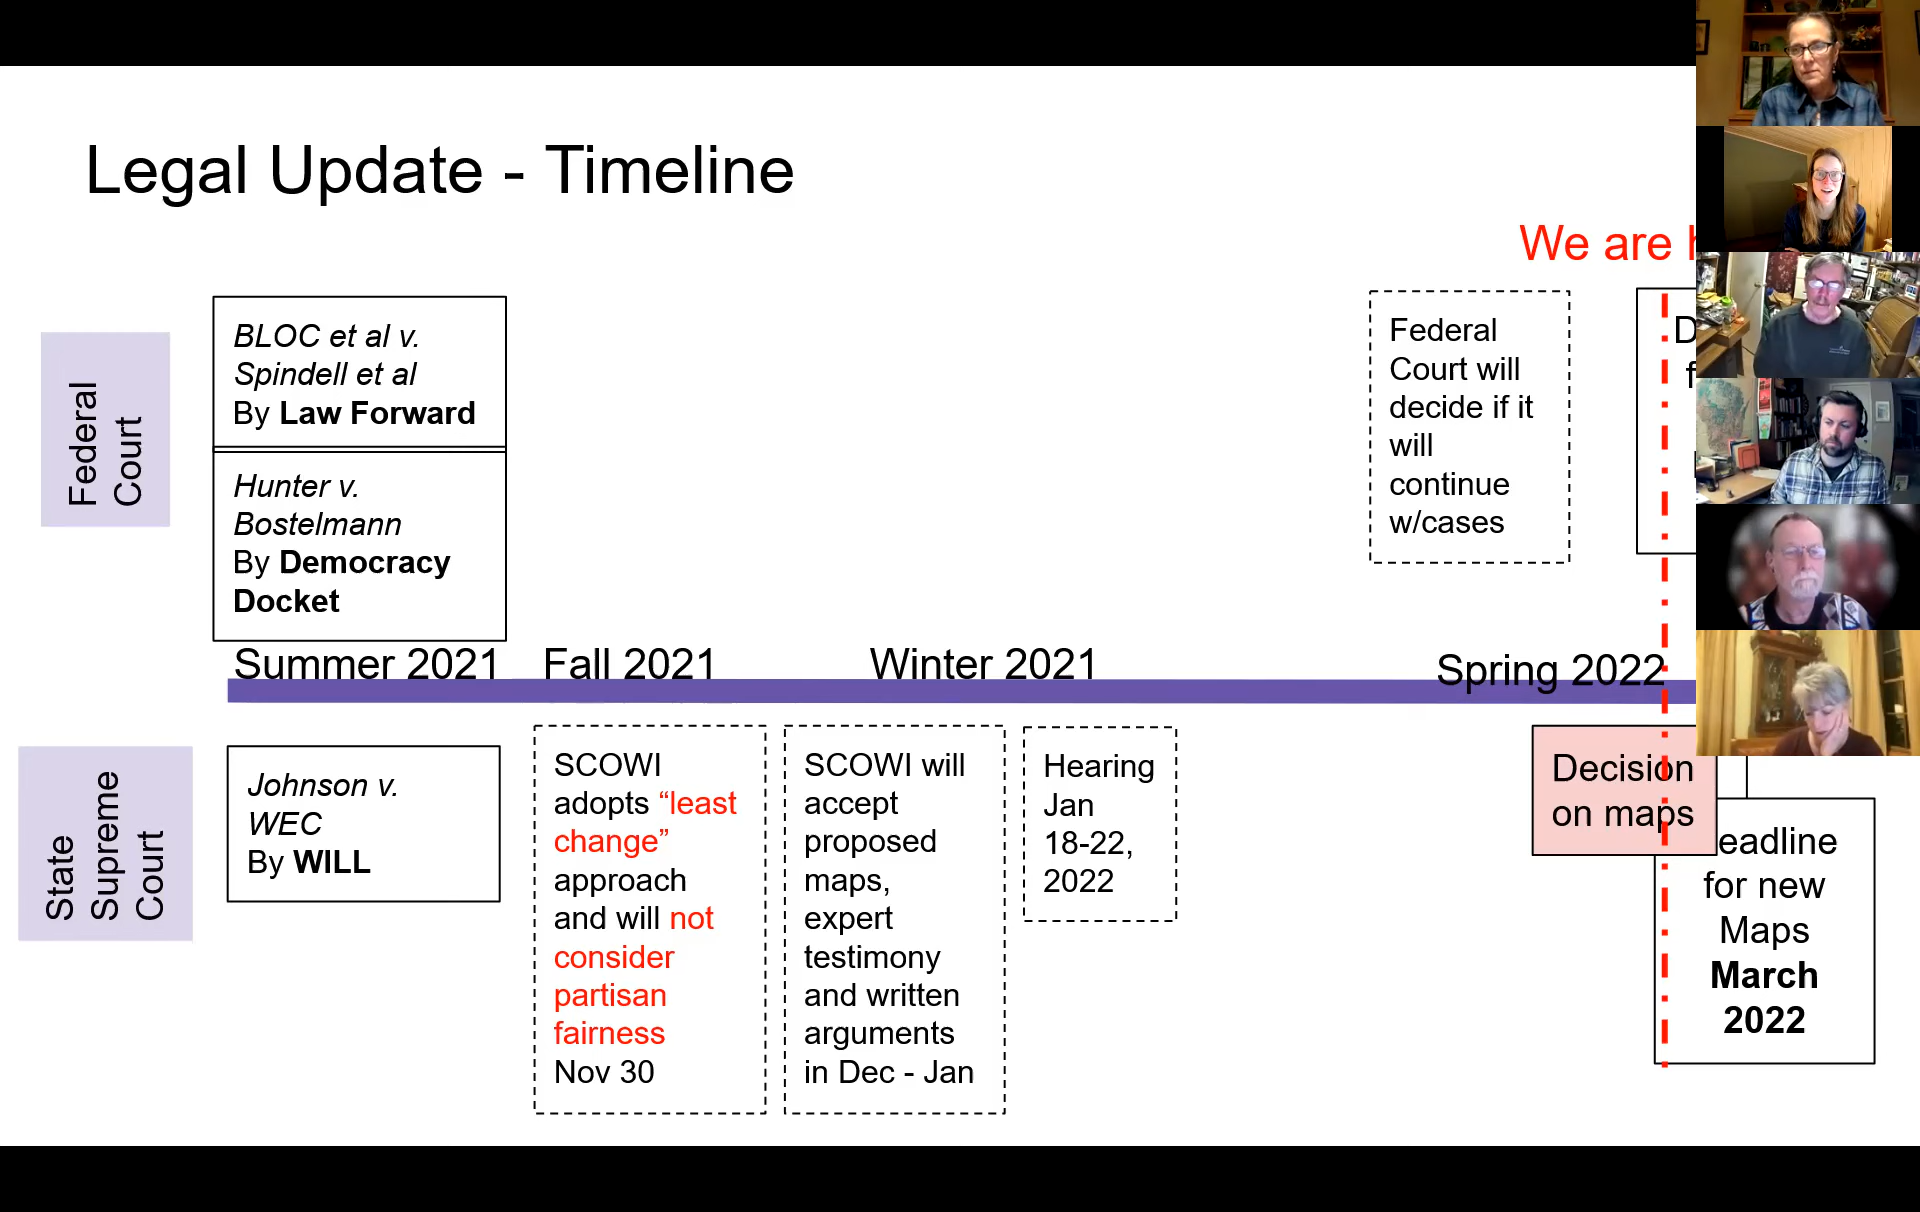 Legal Update - Timeline
We are
Federal
Court
BLOC et al v.
Spindell et al
By Law Forward
Hunter v.
Bostelmann
By Democracy
Docket
Federal
Court will
decide if it
will
continue
w/cases
Summer 2021
Fall 2021
Winter 2021
Spring 2022
State
Supreme
Court
Johnson v.
WEC
By WILL
SCOWI
adopts “least
change”
approach
and will not
consider
partisan
fairness
Nov 30
SCOWI will
accept
proposed
maps,
expert
testimony
and written
arguments
in Dec - Jan
Hearing
Jan
18-22,
2022
Decision
on maps
eadline
for new
Maps
March
2022